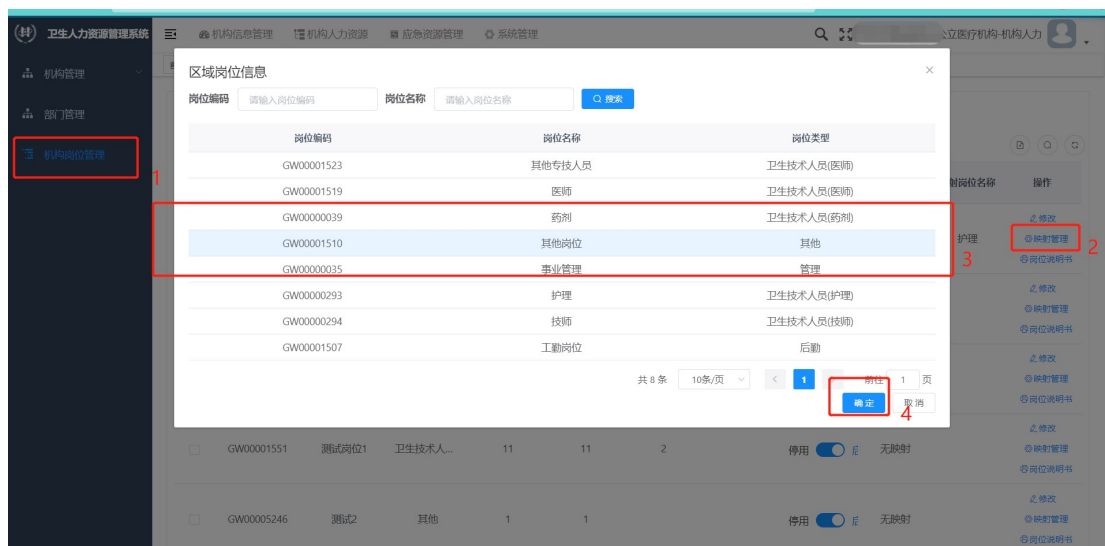 卫生人力资源管理系统 机构信息管理 机构人力资源 应急资源管理 系统管理 立医疗机构-机构人力
机构管理
部门管理
机构岗位管理
1
区域岗位信息
岗位编码 请输入岗位编码 岗位名称 请输入岗位名称 搜索
岗位编码 岗位名称 岗位类型
GW00001523 其他专技人员 卫生技术人员(医师)
GW00001519 医师 卫生技术人员(医师)
GW00000039 药剂 卫生技术人员(药剂)
GW00001510 其他岗位 其他
GW00000035 事业管理 管理
GW00000293 护理 卫生技术人员(护理)
GW00000294 技师 卫生技术人员(技师)
GW00001507 工勤岗位 后勤
共 8 条 10条/页 1 前往 1 页
确 定 取 消
4
射岗位名称 操作
修改
护理 映射管理 2
3 岗位说明书
修改
映射管理
岗位说明书
修改
映射管理
岗位说明书
修改
GW00001551 测试岗位1 卫生技术人... 11 11 2 停用 无映射 映射管理
岗位说明书
修改
GW00005246 测试2 其他 1 1 停用 无映射 映射管理
岗位说明书